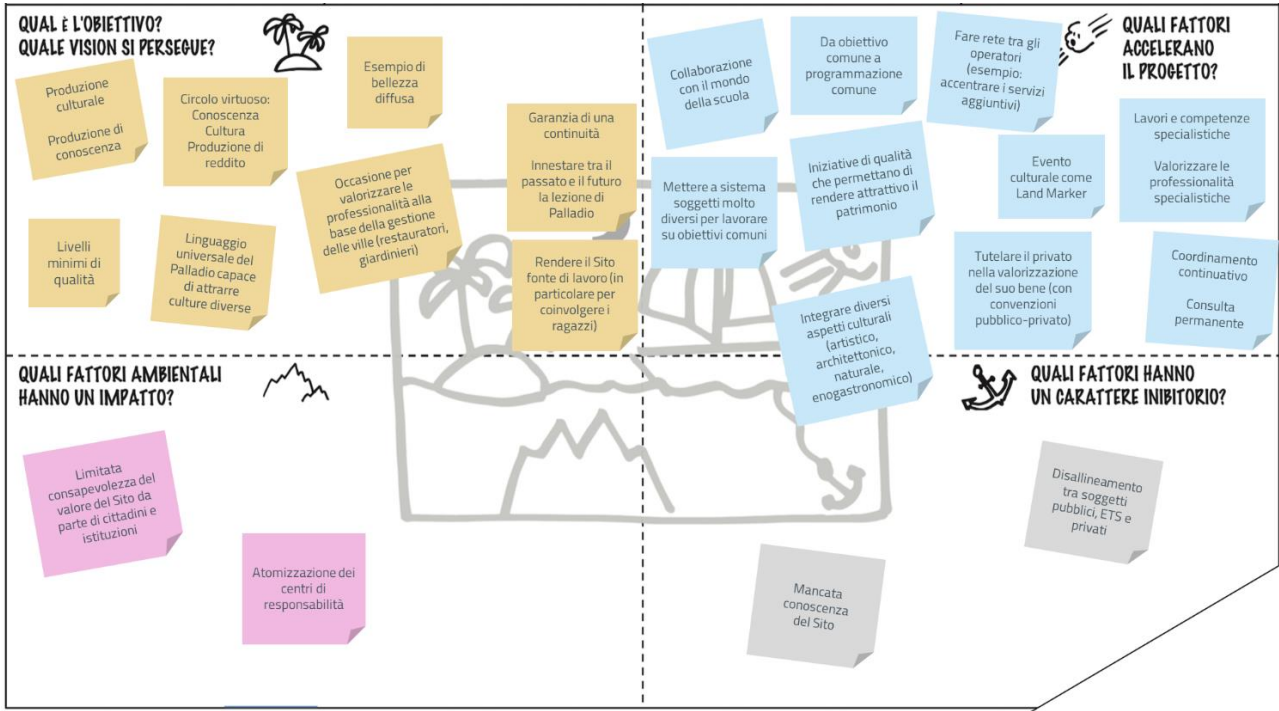 QUAL È L'OBIETTIVO?
QUALE VISION SI PERSEGUE?
Produzione
culturale
Produzione di
conoscenza
Circolo virtuoso:
Conoscenza
Cultura
Produzione di
reddito
Esempio di
bellezza
diffusa
Livelli
minimi di
qualità
Linguaggio
universale del
Palladio capace
di attrarre
culture diverse
Occasione per
valorizzare le
professionalità alla
base della gestione
delle ville (restauratori,
giardinieri)
Garanzia di una
continuità
Innestare tra il
passato e il futuro
la lezione di
Palladio
Rendere il Sito
fonte di lavoro (in
particolare per
coinvolgere i
ragazzi)
QUALI FATTORI
ACCELERANO
IL PROGETTO?
Collaborazione
con il mondo
della scuola
Da obiettivo
comune a
programmazione
comune
Fare rete tra gli
operatori
(esempio:
accentrare i servizi
aggiuntivi)
Lavori e competenze
specialistiche
Valorizzare le
professionalità
specialistiche
Mettere a sistema
soggetti molto
diversi per lavorare
su obiettivi comuni
Iniziative di qualità
che permettano di
rendere attrattivo il
patrimonio
Evento
culturale come
Land Marker
Integrare diversi
aspetti culturali
(artistico,
architettonico,
naturale,
enogastronomico)
Tutelare il privato
nella valorizzazione
del suo bene (con
convenzioni
pubblico-privato)
Coordinamento
continuativo
Consulta
permanente
QUALI FATTORI AMBIENTALI
HANNO UN IMPATTO?
Limitata
consapevolezza del
valore del Sito da
parte di cittadini e
istituzioni
Atomizzazione dei
centri di
responsabilità
QUALI FATTORI HANNO
UN CARATTERE INIBITORIO?
Disallineamento
tra soggetti
pubblici, ETS e
privati
Mancata
conoscenza
del Sito